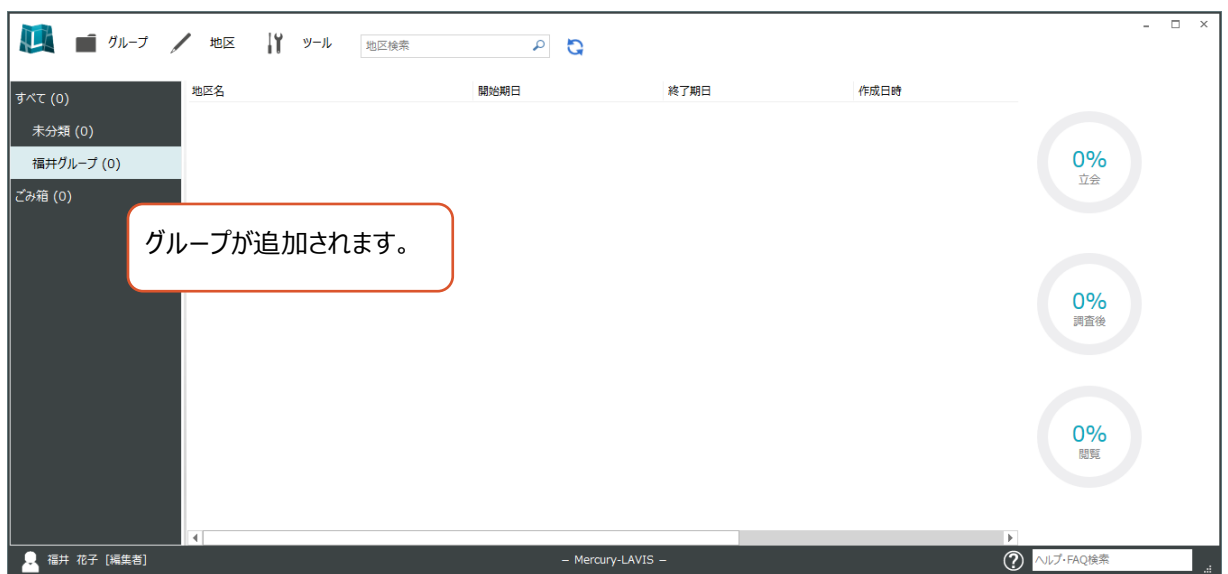 グループ 地区 ツール 地区検索
すべて (0)
未分類 (0)
福井グループ (0)
ごみ箱 (0)
地区名 開始期日 終了期日 作成日時
グループが追加されます。
0%
立会
0%
調査後
0%
閲覧
福井 花子 [編集者]
– Mercury-LAVIS –
? ヘルプ・FAQ検索